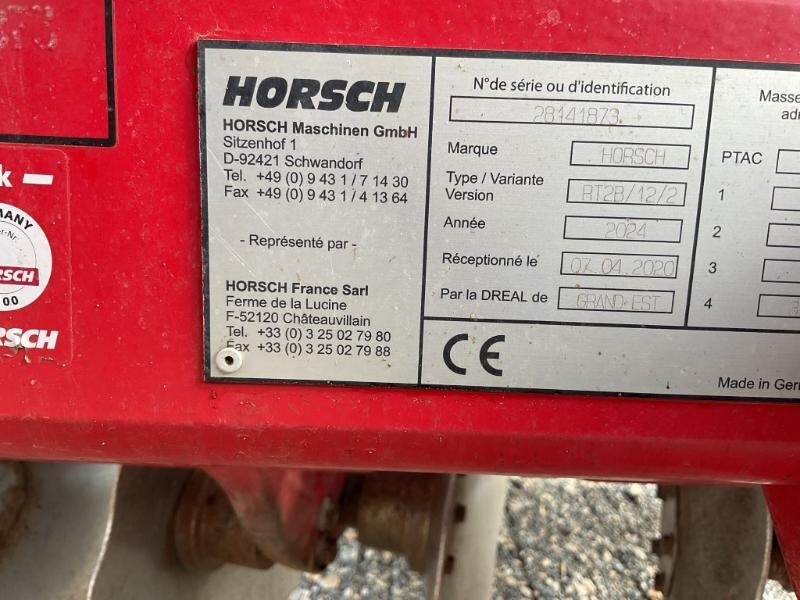 HORSCH
HORSCH Maschinen GmbH
Sitzenhof 1
D-92421 Schwandorf
Tel. +49 (0) 9 43 1 / 7 14 30
Fax +49 (0) 9 43 1 / 4 13 64
- Représenté par -
HORSCH France Sarl
Ferme de la Lucine
F-52120 Châteauvillain
Tel. +33 (0) 3 25 02 79 80
Fax +33 (0) 3 25 02 79 88
N°de série ou d'identification
28141873
Marque HORSCH
Type / Variante
Version RT28/12/2
Année 2024
Réceptionné le 07.04.2020
Par la DREAL de GRAND-EST
CE
Masse
PTAC
1
2
3
4
Made in Ger
HORSCH